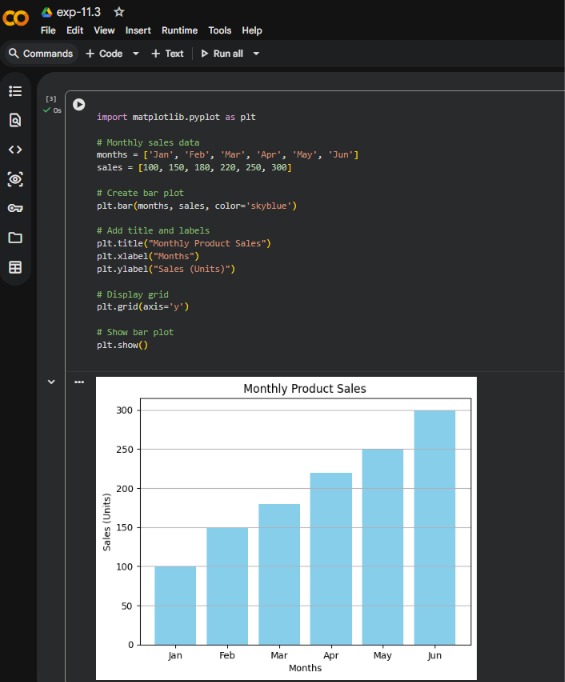 exp-11.3
File Edit View Insert Runtime Tools Help
Commands + Code + Text Run all
[3]
0s
import matplotlib.pyplot as plt
# Monthly sales data
months = ['Jan', 'Feb', 'Mar', 'Apr', 'May', 'Jun']
sales = [100, 150, 180, 220, 250, 300]
# Create bar plot
plt.bar(months, sales, color='skyblue')
# Add title and labels
plt.title("Monthly Product Sales")
plt.xlabel("Months")
plt.ylabel("Sales (Units)")
# Display grid
plt.grid(axis='y')
# Show bar plot
plt.show()
Monthly Product Sales
300
250
200
150
100
50
0
Sales (Units)
Jan Feb Mar Apr May Jun
Months